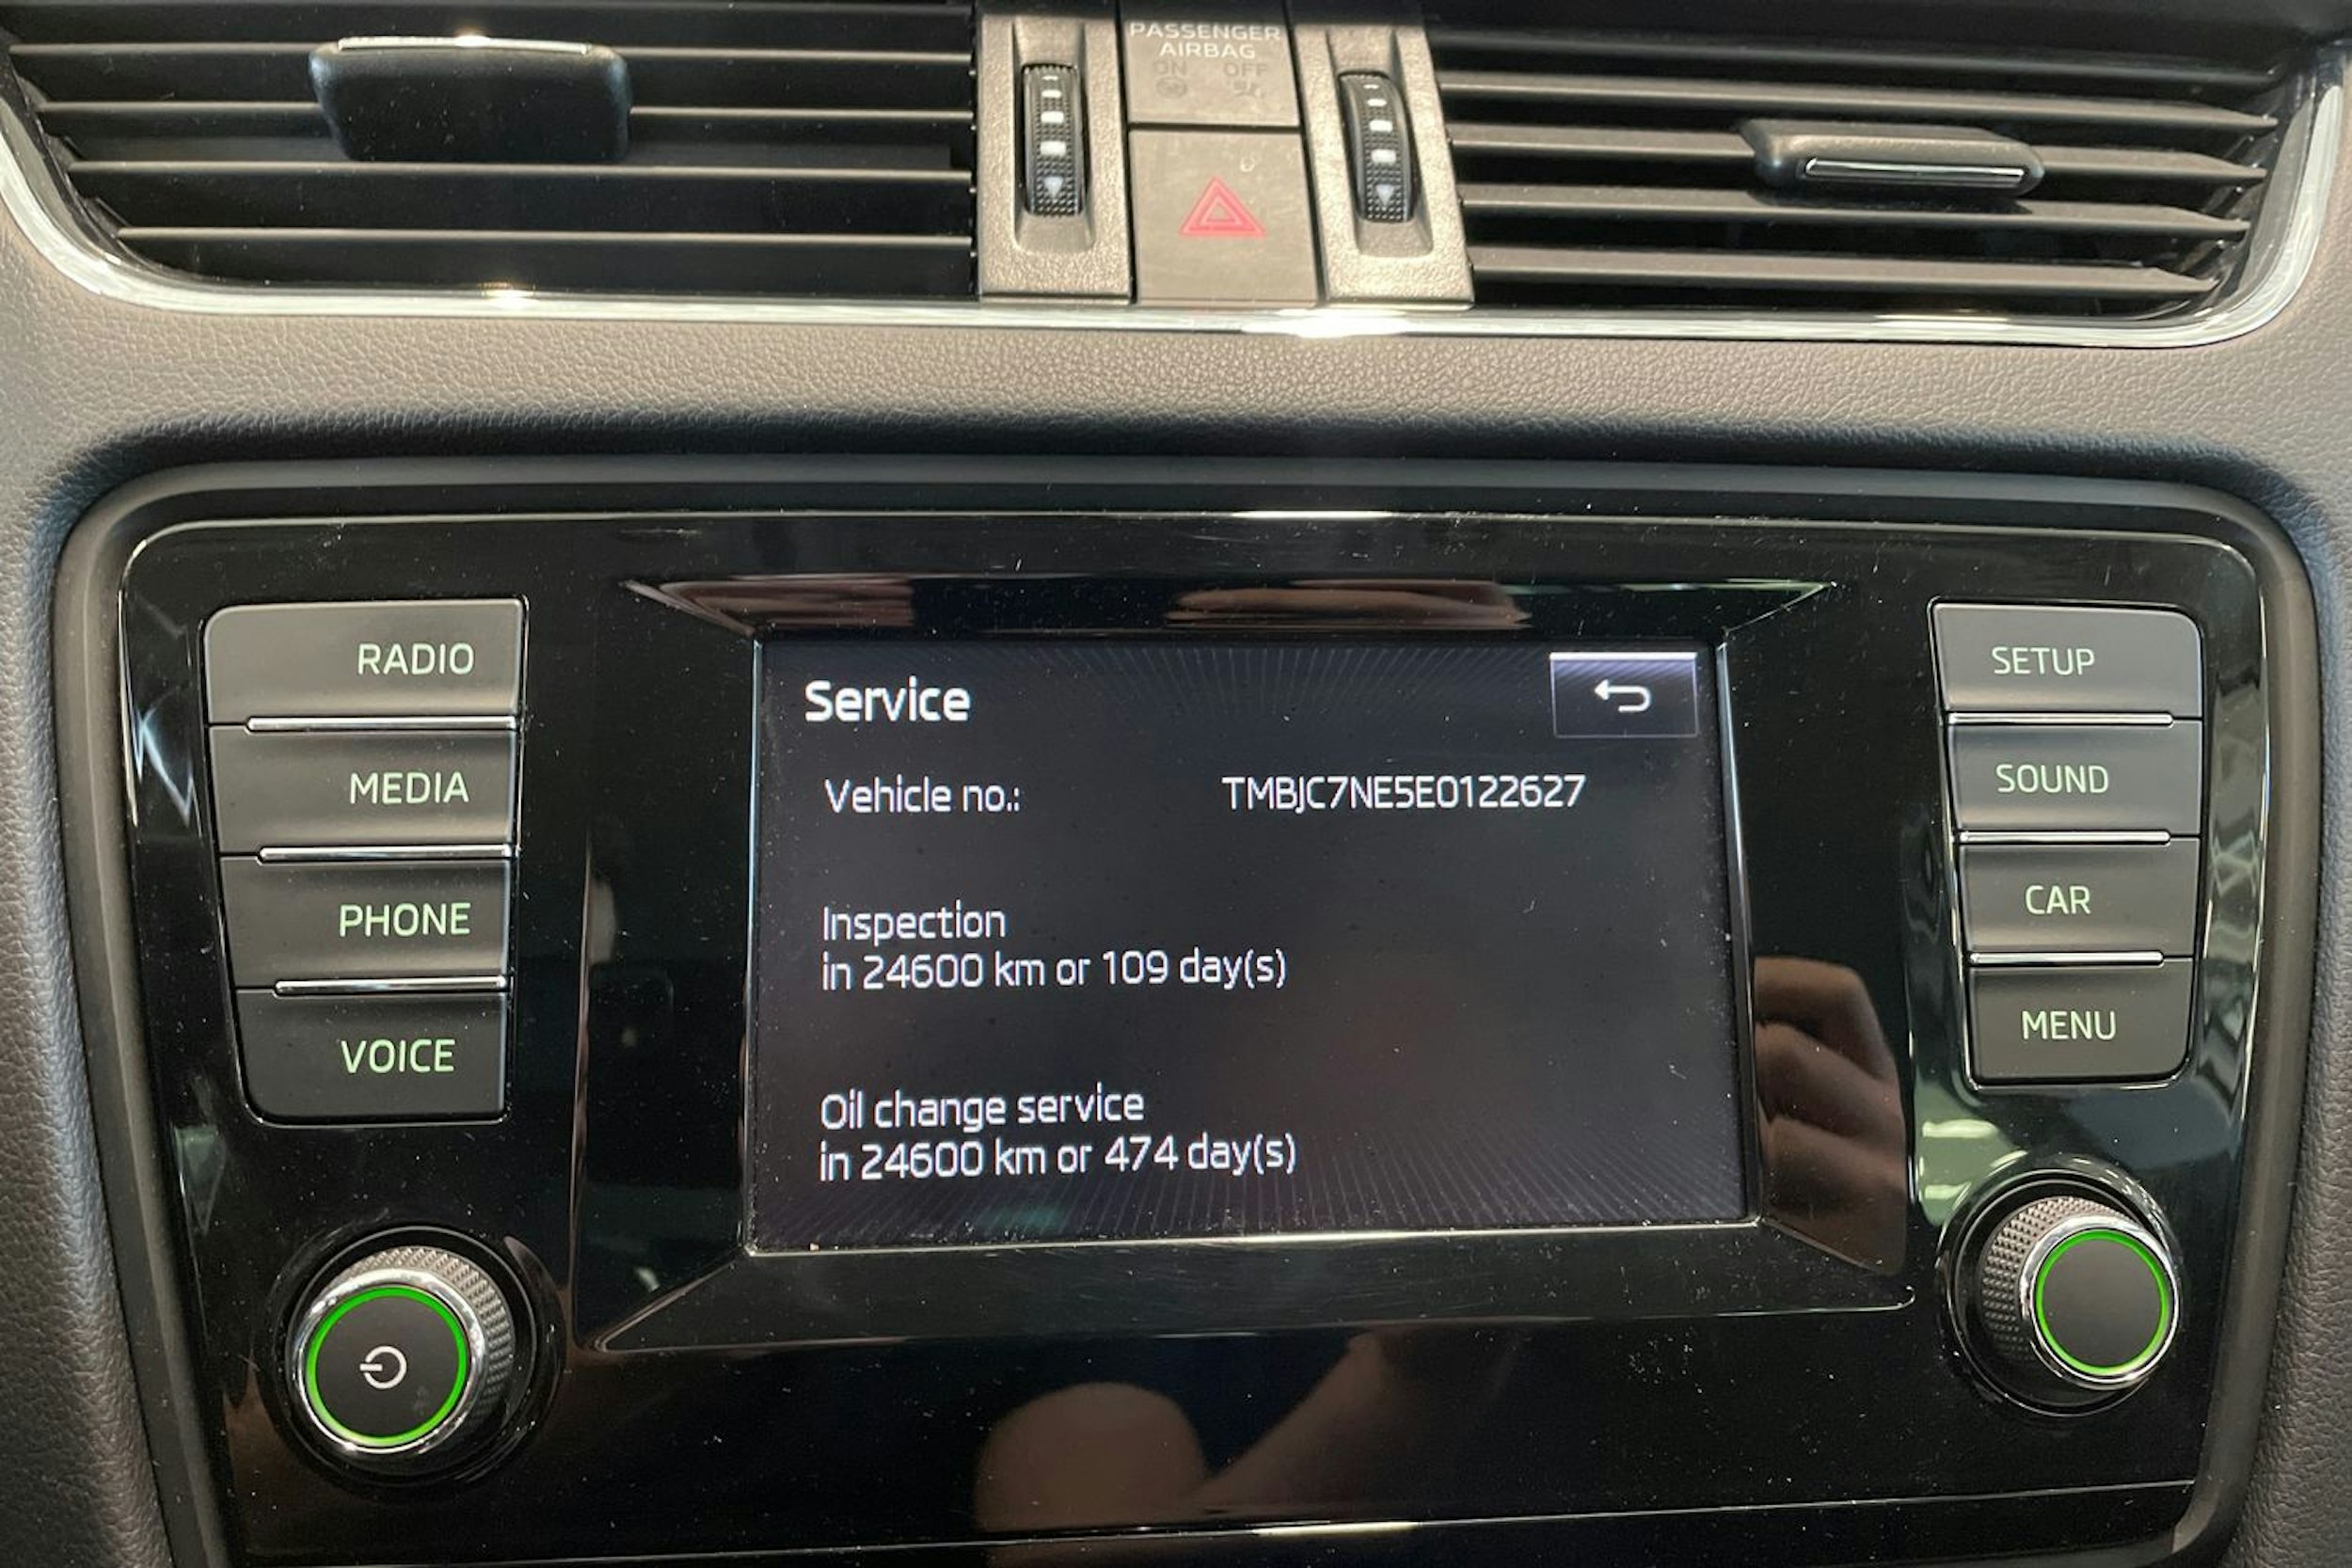 PASSENGER
AIRBAG
ON OFF
RADIO
MEDIA
PHONE
VOICE
Service
Vehicle no.: TMBJC7NE5E0122627
Inspection
in 24600 km or 109 day(s)
Oil change service
in 24600 km or 474 day(s)
SETUP
SOUND
CAR
MENU